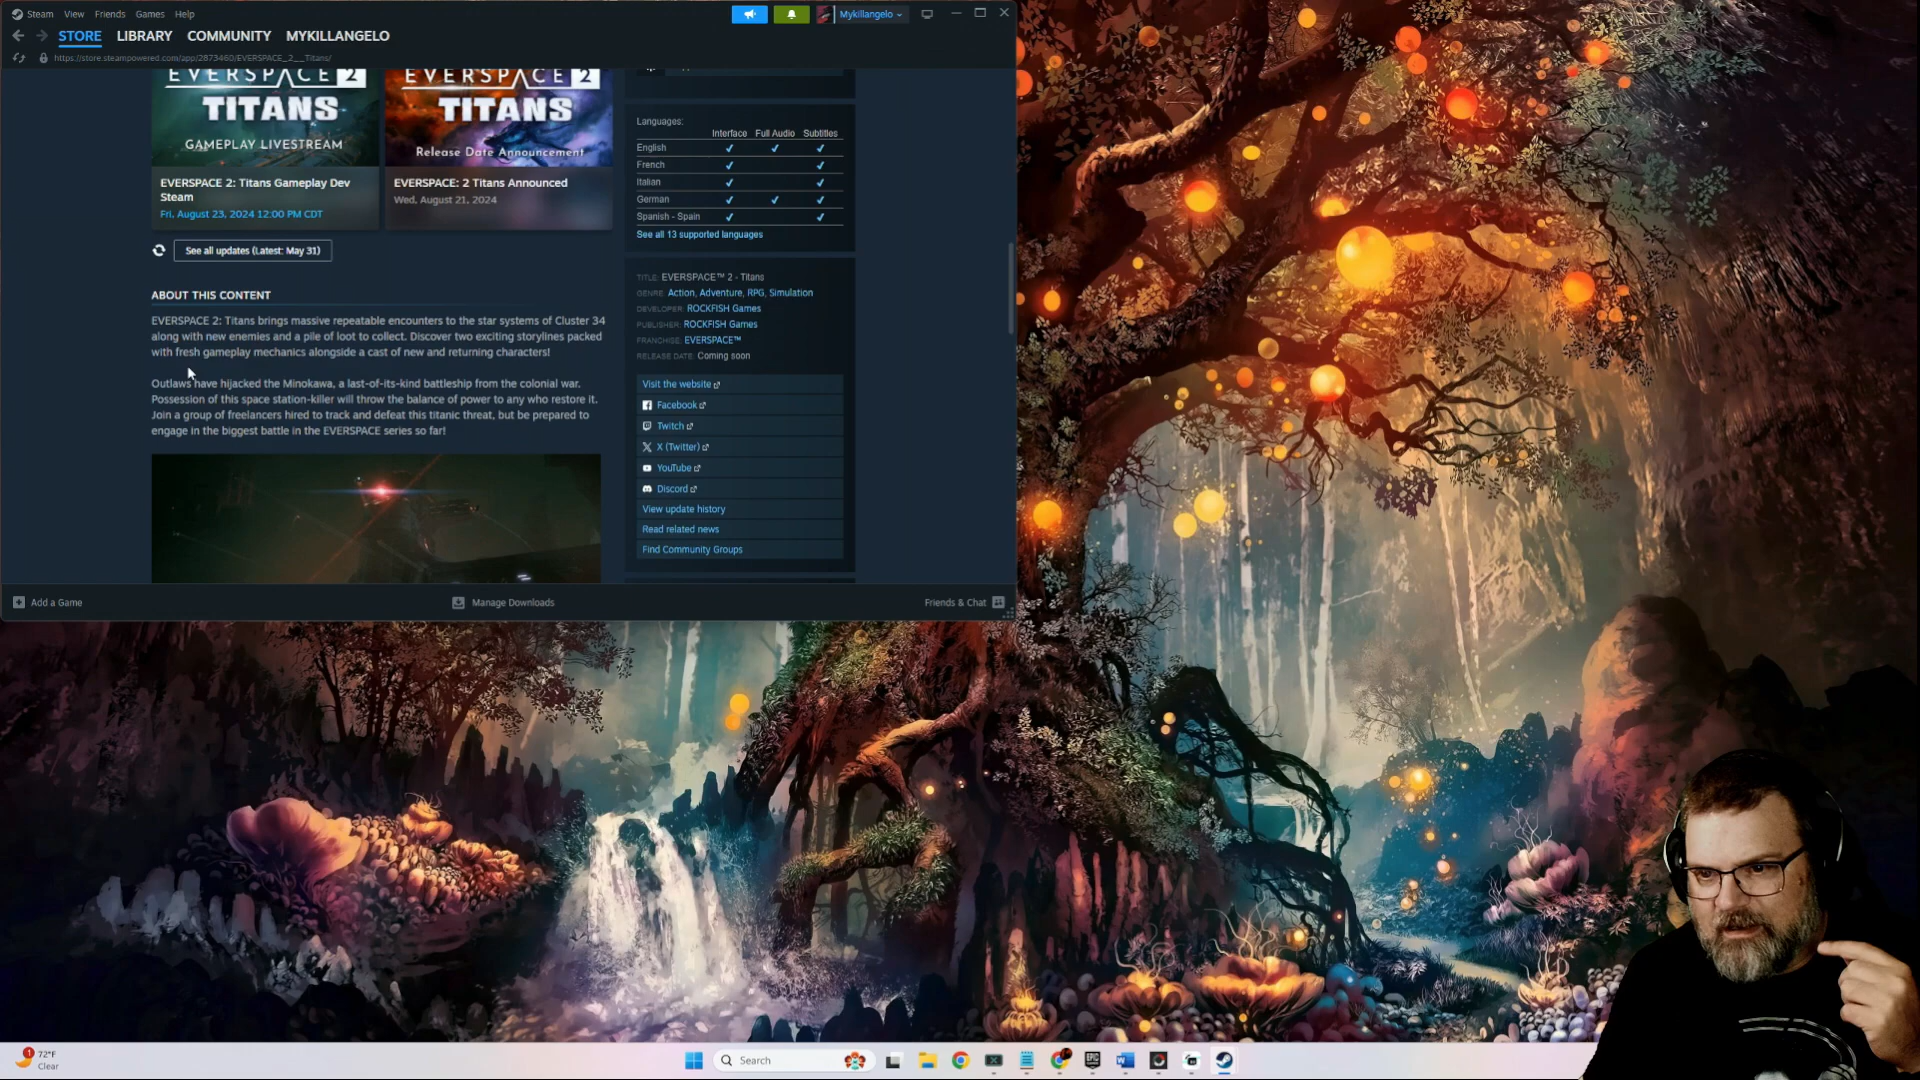 Steam View Friends Games Help
Mykillangelo
STORE LIBRARY COMMUNITY MYKILLANGELO
https://store.steampowered.com/app/2873460/EVERSPACE_2__Titans/
EVERSPACE 2
TITANS
GAMEPLAY LIVESTREAM
EVERSPACE 2: Titans Gameplay Dev
Steam
Fri, August 23, 2024 12:00 PM CDT
EVERSPACE 2
TITANS
Release Date Announcement
EVERSPACE: 2 Titans Announced
Wed, August 21, 2024
See all updates (Latest: May 31)
ABOUT THIS CONTENT
EVERSPACE 2: Titans brings massive repeatable encounters to the star systems of Cluster 34
along with new enemies and a pile of loot to collect. Discover two exciting storylines packed
with fresh gameplay mechanics alongside a cast of new and returning characters!
Outlaws have hijacked the Minokawa, a last-of-its-kind battleship from the colonial war.
Possession of this space station-killer will throw the balance of power to any who restore it.
Join a group of freelancers hired to track and defeat this titanic threat, but be prepared to
engage in the biggest battle in the EVERSPACE series so far!
Languages:
Interface Full Audio Subtitles
English ✔ ✔ ✔
French ✔ ✔
Italian ✔ ✔
German ✔ ✔ ✔
Spanish - Spain ✔ ✔
See all 13 supported languages
TITLE: EVERSPACE™ 2 - Titans
GENRE: Action, Adventure, RPG, Simulation
DEVELOPER: ROCKFISH Games
PUBLISHER: ROCKFISH Games
FRANCHISE: EVERSPACE™
RELEASE DATE: Coming soon
Visit the website
Facebook
Twitch
X (Twitter)
YouTube
Discord
View update history
Read related news
Find Community Groups
Add a Game
Manage Downloads
Friends & Chat
1
72°F
Clear
Search
EPIC